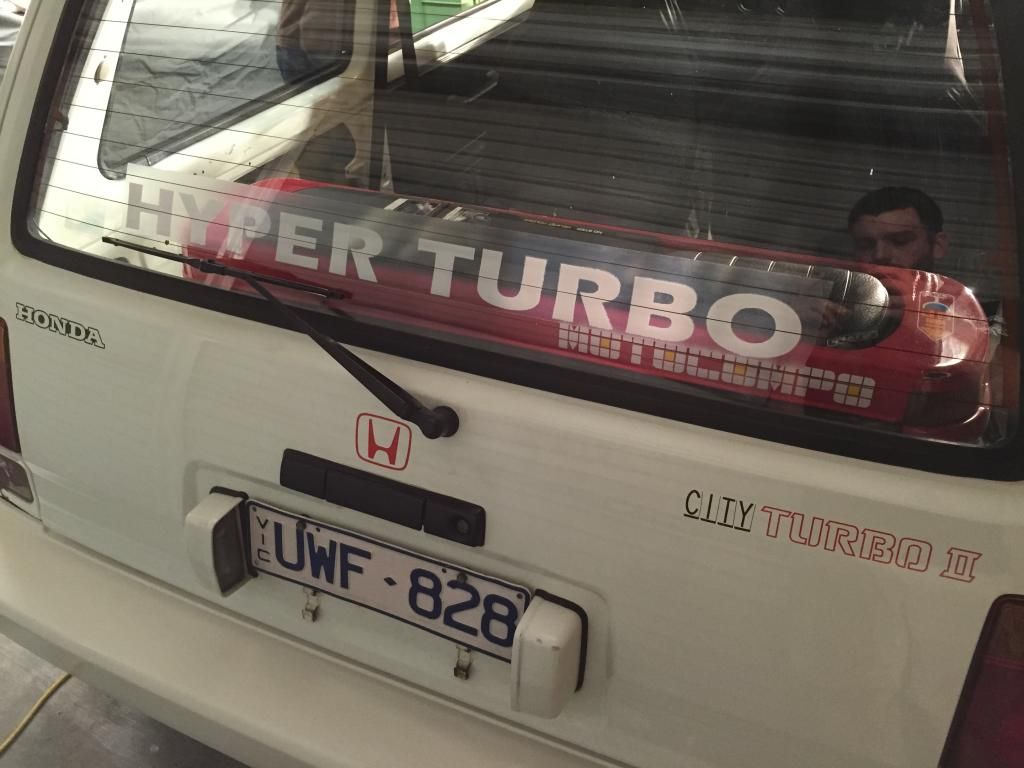 HYPER TURBO
MOTOCOMPO
HONDA
H
CITY TURBO II
VIC UWF·828